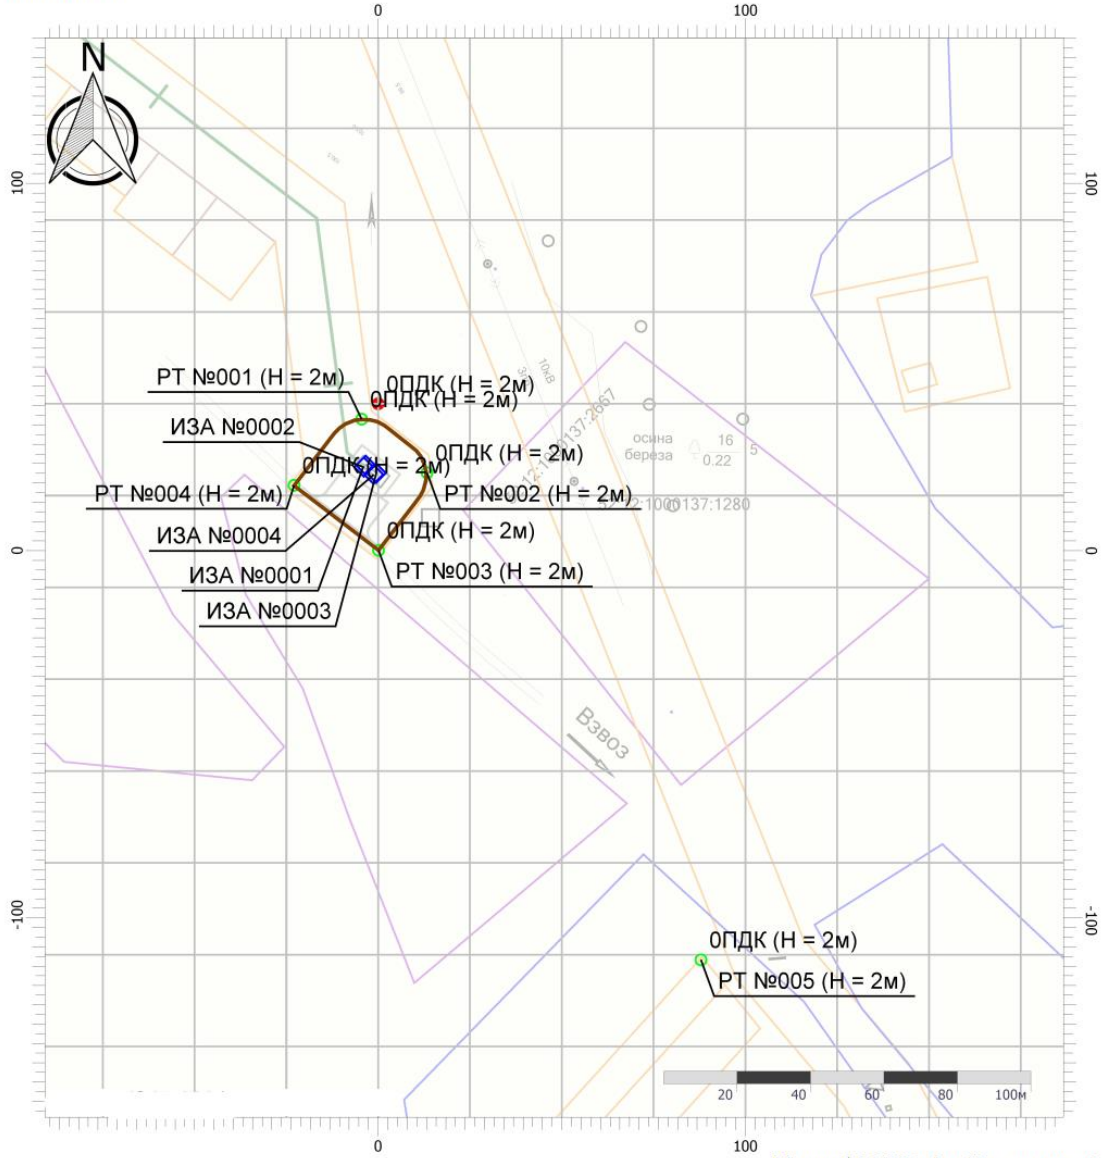 0
100
N
100
100
10кВ
РТ №001 (Н = 2м)
0ПДК (Н = 2м)
0ПДК (Н = 2м)
ИЗА №0002
0ПДК (Н = 2м)
осина 16 5
береза 0.22
0ПДК (Н = 2м)
РТ №004 (Н = 2м)
РТ №002 (Н = 2м)
ИЗА №0004
0ПДК (Н = 2м)
0
0
ИЗА №0001
РТ №003 (Н = 2м)
ИЗА №0003
Взвоз
-100
-100
0ПДК (Н = 2м)
РТ №005 (Н = 2м)
20 40 60 80 100м
0
100